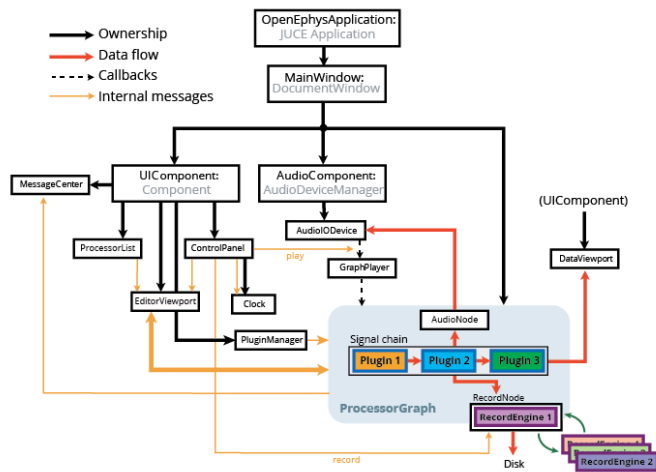 OpenEphysApplication:
JUCE Application
Ownership
Data flow
Callbacks
Internal messages
MainWindow:
DocumentWindow
UIComponent:
Component
AudioComponent:
AudioDeviceManager
MessageCenter
(UIComponent)
AudioIODevice
ProcessorList
ControlPanel
play
DataViewport
GraphPlayer
EditorViewport
Clock
AudioNode
PluginManager
Signal chain
PlugIn 1
PlugIn 2
PlugIn 3
RecordNode
ProcessorGraph
RecordEngine 1
record
Disk
RecordEngine 2